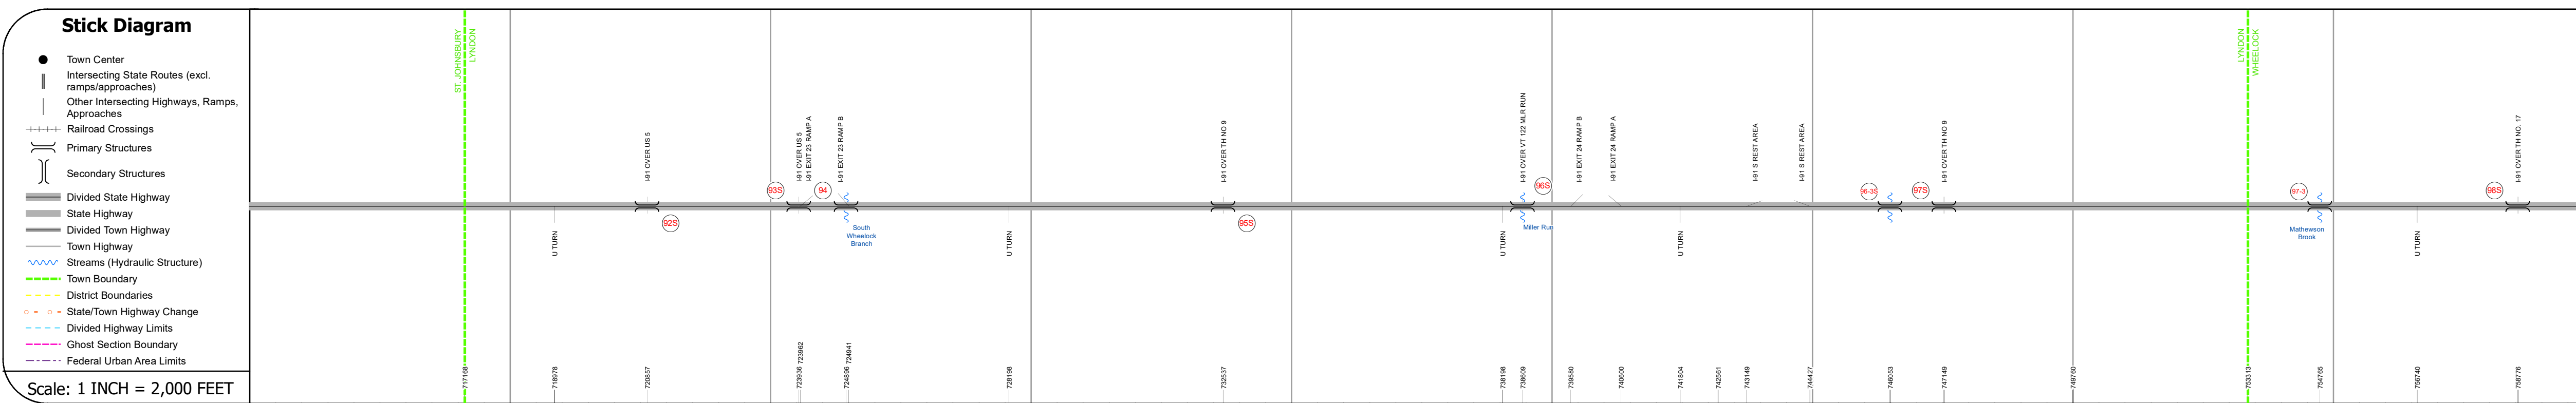 Stick Diagram
Town Center
Intersecting State Routes (excl.
ramps/approaches)
Other Intersecting Highways, Ramps,
Approaches
Railroad Crossings
Primary Structures
Secondary Structures
Divided State Highway
State Highway
Divided Town Highway
Town Highway
Streams (Hydraulic Structure)
Town Boundary
District Boundaries
State/Town Highway Change
Divided Highway Limits
Ghost Section Boundary
Federal Urban Area Limits
Scale: 1 INCH = 2,000 FEET
ST. JOHNSBURY
LYNDON
LYNDON
WHEELOCK
I-91 OVER US 5
I-91 OVER US 5
I-91 EXIT 23 RAMP A
I-91 EXIT 23 RAMP B
I-91 OVER TH NO 9
I-91 OVER VT 122 MLR RUN
I-91 EXIT 24 RAMP B
I-91 EXIT 24 RAMP A
I-91 S REST AREA
I-91 S REST AREA
I-91 OVER TH NO 9
I-91 OVER TH NO. 17
92S
93S
94
95S
96S
96-3S
97S
97-3
98S
South
Wheelock
Branch
Miller Run
Mathewson
Brook
U TURN
U TURN
U TURN
U TURN
U TURN
717168
718978
720857
723936
723962
724896
724941
728198
732537
738198
738609
739580
740600
741804
742561
743149
744427
746053
747149
749760
753313
754765
756740
758776